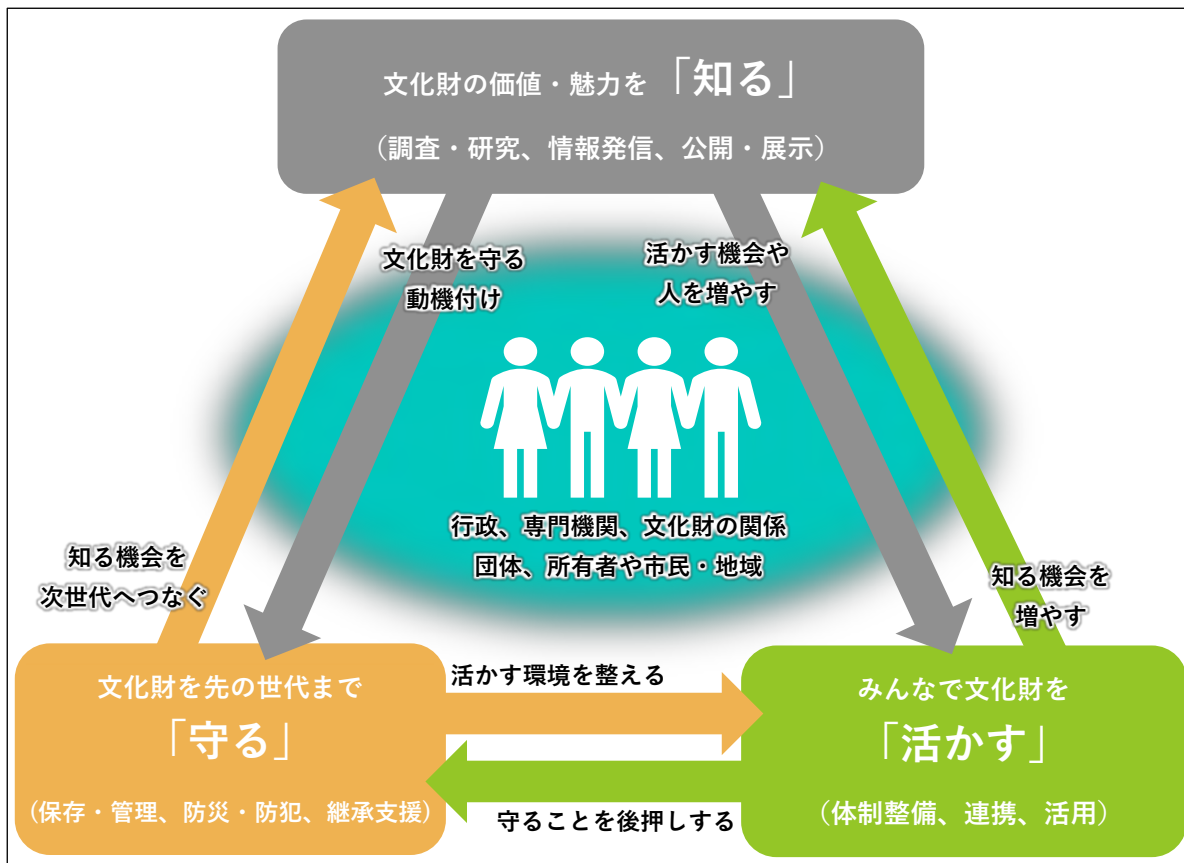 文化財の価値・魅力を「知る」
（調査・研究、情報発信、公開・展示）
文化財を守る
動機付け
活かす機会や
人を増やす
行政、専門機関、文化財の関係
団体、所有者や市民・地域
知る機会を
次世代へつなぐ
知る機会を
増やす
文化財を先の世代まで
「守る」
（保存・管理、防災・防犯、継承支援）
活かす環境を整える
守ることを後押しする
みんなで文化財を
「活かす」
（体制整備、連携、活用）